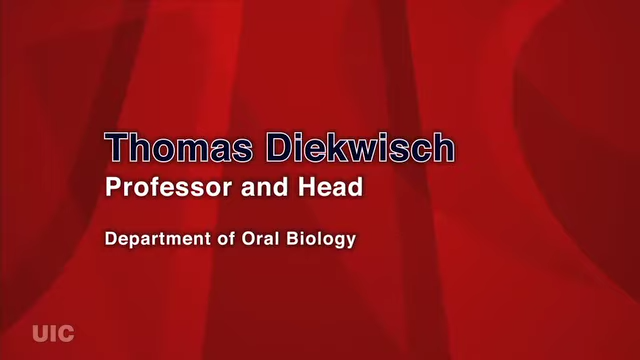 Thomas Diekwisch
Professor and Head
Department of Oral Biology
UIC